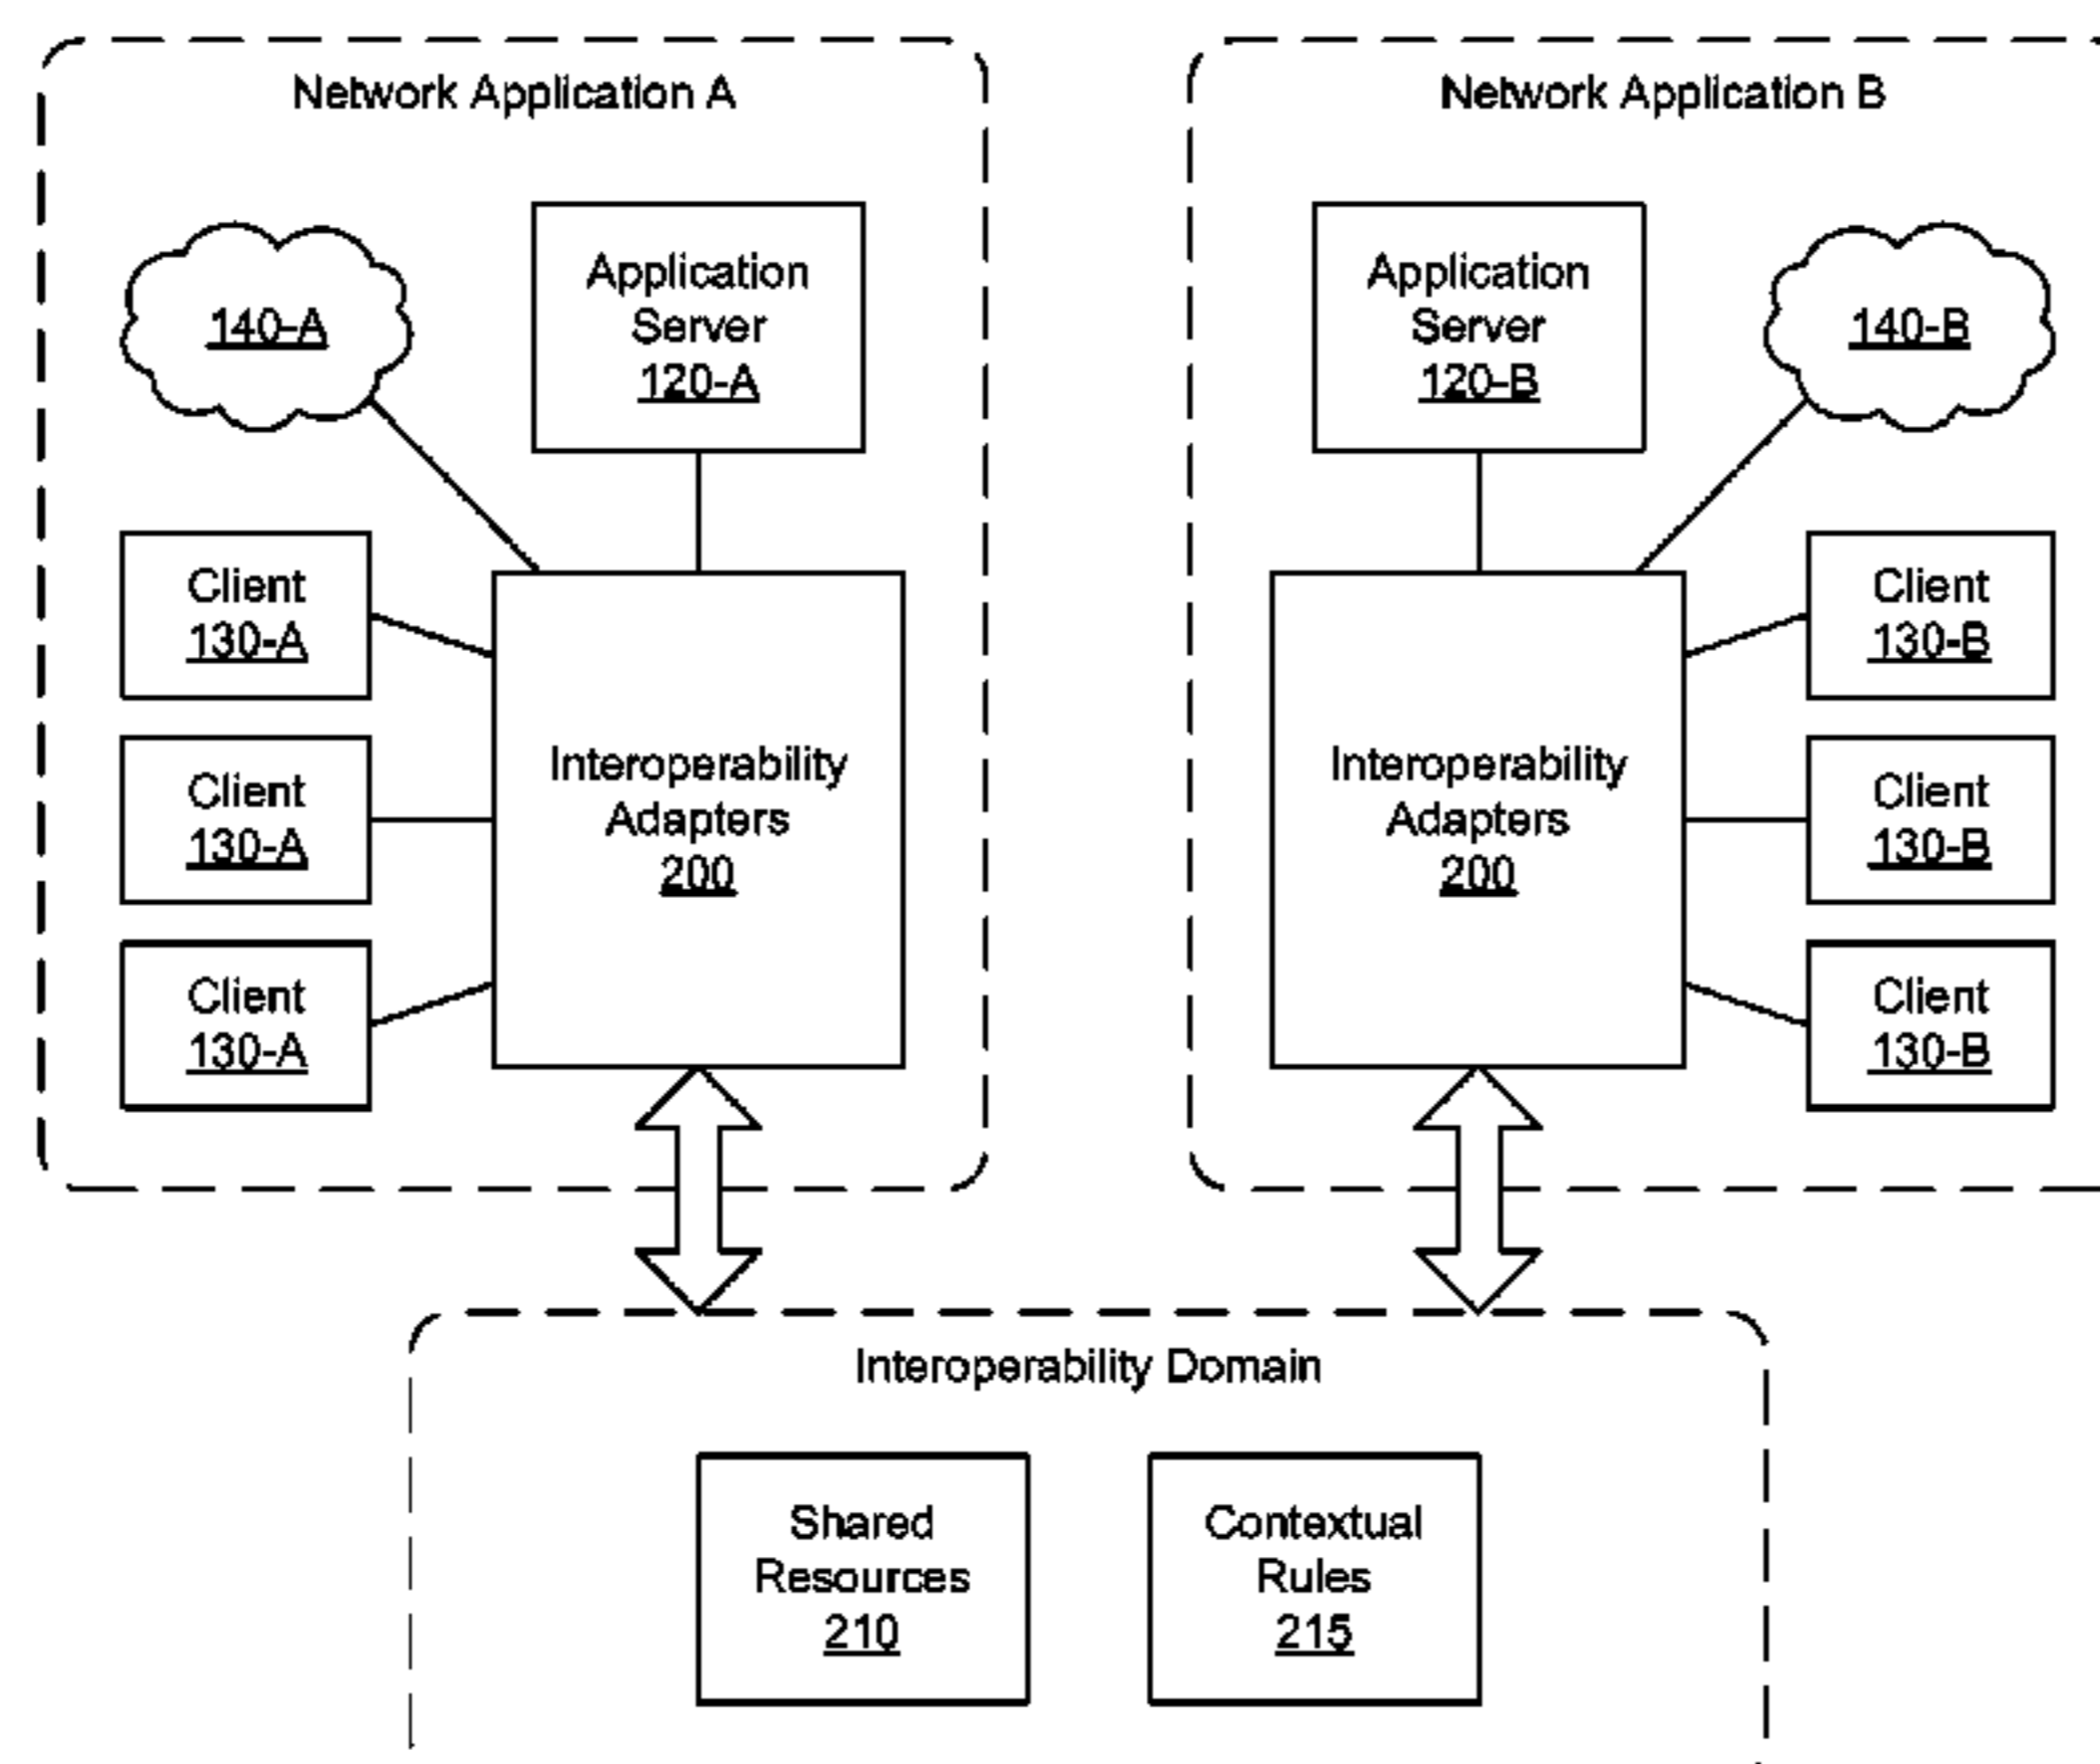 Network Application A
140-A
Application
Server
120-A
Client
130-A
Client
130-A
Client
130-A
Interoperability
Adapters
200
Network Application B
Application
Server
120-B
140-B
Interoperability
Adapters
200
Client
130-B
Client
130-B
Client
130-B
Interoperability Domain
Shared
Resources
210
Contextual
Rules
215